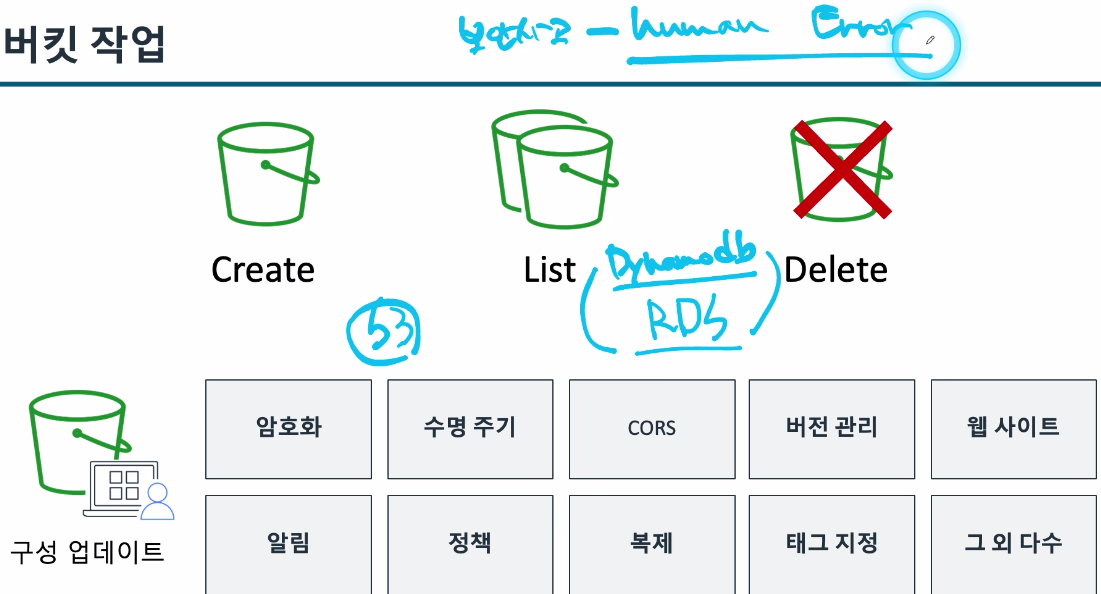 버킷 작업
보안사고 - human Error
Create
List
Delete
Dynamodb
RDS
S3
암호화
수명 주기
CORS
버전 관리
웹 사이트
구성 업데이트
알림
정책
복제
태그 지정
그 외 다수